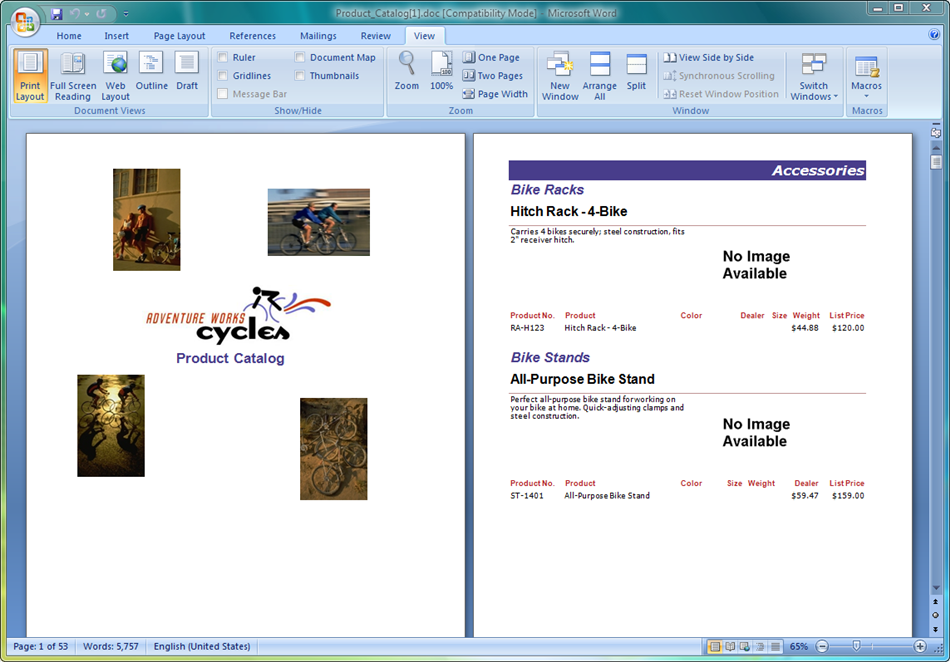 Product_Catalog[1].doc [Compatibility Mode] - Microsoft Word
Home Insert Page Layout References Mailings Review View
Print Layout
Full Screen Reading
Web Layout
Outline
Draft
Document Views
Ruler
Gridlines
Message Bar
Document Map
Thumbnails
Show/Hide
Zoom
100%
One Page
Two Pages
Page Width
Zoom
New Window
Arrange All
Split
View Side by Side
Synchronous Scrolling
Reset Window Position
Switch Windows
Window
Macros
Macros
ADVENTURE WORKS
cycles
Product Catalog
Accessories
Bike Racks
Hitch Rack - 4-Bike
Carries 4 bikes securely; steel construction, fits
2" receiver hitch.
No Image
Available
Product No. Product Color Dealer Size Weight List Price
RA-H123 Hitch Rack - 4-Bike $44.88 $120.00
Bike Stands
All-Purpose Bike Stand
Perfect all-purpose bike stand for working on
your bike at home. Quick-adjusting clamps and
steel construction.
No Image
Available
Product No. Product Color Size Weight Dealer List Price
ST-1401 All-Purpose Bike Stand $59.47 $159.00
Page: 1 of 53 Words: 5,757 English (United States) 65%